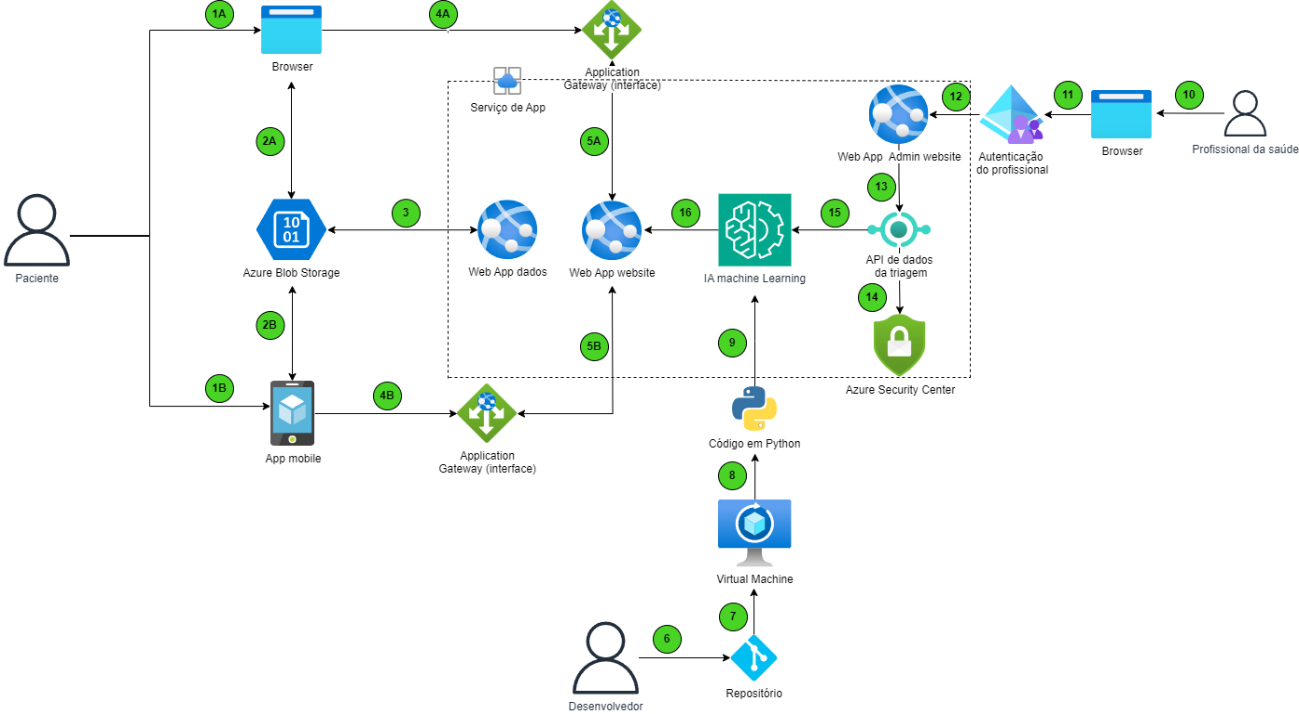 1A
4A
Browser
Application
Gateway (interface)
Serviço de App
2A
5A
12
11
10
Web App Admin website
Autenticação
do profissional
Browser
Profissional da saúde
13
3
16
15
10
01
Paciente
Azure Blob Storage
Web App dados
Web App website
IA machine Learning
API de dados
da triagem
14
2B
5B
9
Azure Security Center
1B
4B
App mobile
Application
Gateway (interface)
Código em Python
8
Virtual Machine
7
6
Repositório
Desenvolvedor